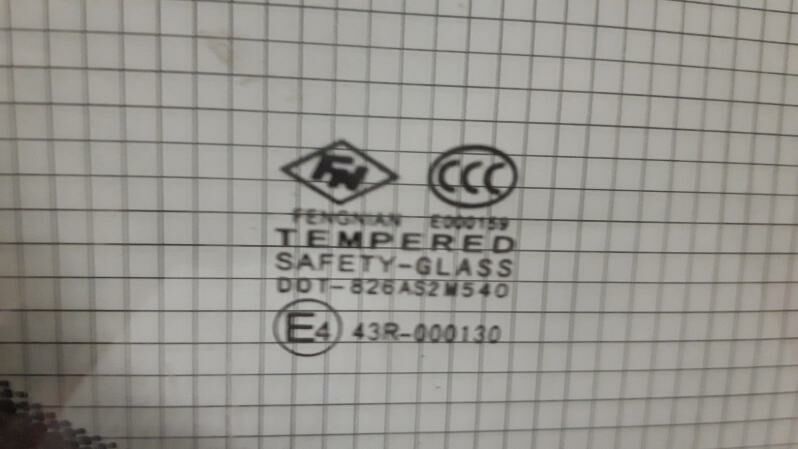 FN CCC
FENGNIAN E000159
TEMPERED
SAFETY-GLASS
DOT-826AS2M540
E4 43R-000130